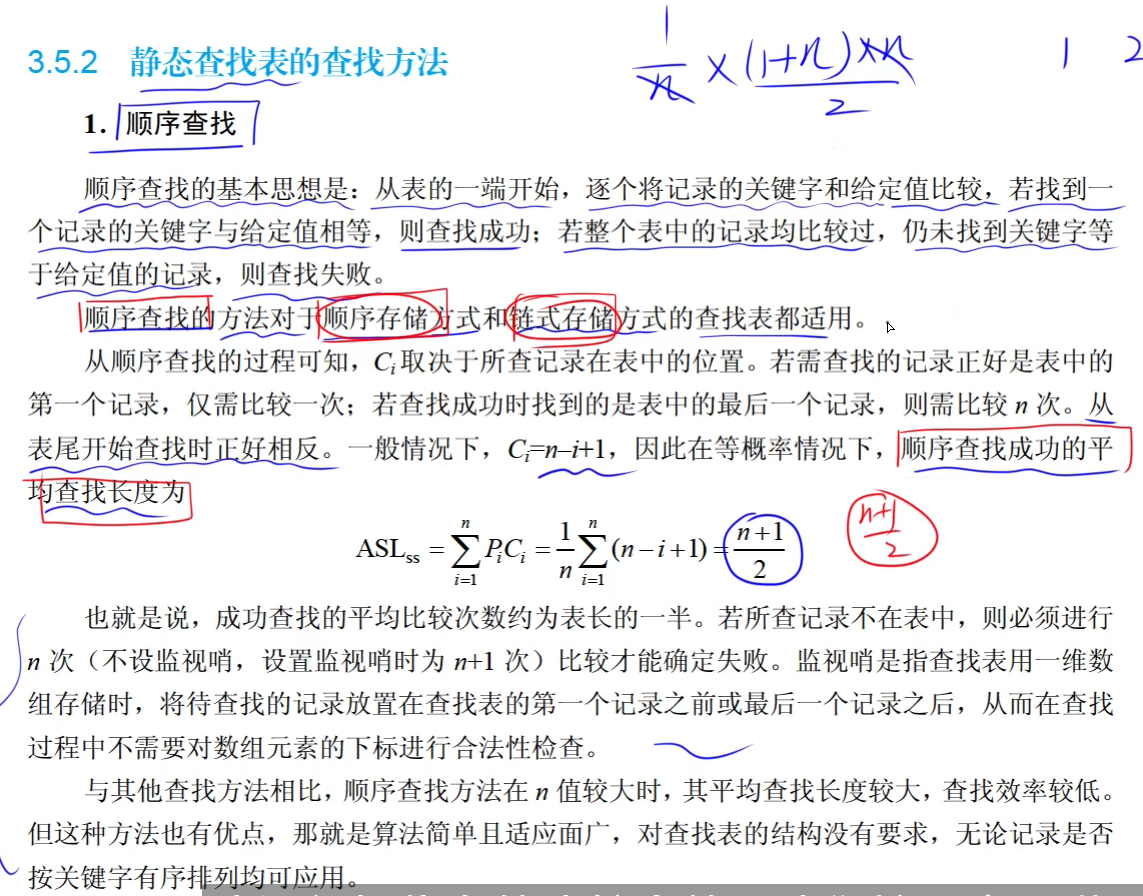 3.5.2 静态查找表的查找方法
1/n × (1+n)×n/2
1 2
1. 顺序查找
顺序查找的基本思想是：从表的一端开始，逐个将记录的关键字和给定值比较，若找到一
个记录的关键字与给定值相等，则查找成功；若整个表中的记录均比较过，仍未找到关键字等
于给定值的记录，则查找失败。
顺序查找的方法对于顺序存储方式和链式存储方式的查找表都适用。
从顺序查找的过程可知，Cᵢ取决于所查记录在表中的位置。若需查找的记录正好是表中的
第一个记录，仅需比较一次；若查找成功时找到的是表中的最后一个记录，则需比较 n 次。从
表尾开始查找时正好相反。一般情况下，Cᵢ=n–i+1，因此在等概率情况下，顺序查找成功的平
均查找长度为
n+1/2
ASLss = ∑ⁿᵢ₌₁ PᵢCᵢ = 1/n ∑ⁿᵢ₌₁ (n − i + 1) = n+1/2
也就是说，成功查找的平均比较次数约为表长的一半。若所查记录不在表中，则必须进行
n 次（不设监视哨，设置监视哨时为 n+1 次）比较才能确定失败。监视哨是指查找表用一维数
组存储时，将待查找的记录放置在查找表的第一个记录之前或最后一个记录之后，从而在查找
过程中不需要对数组元素的下标进行合法性检查。
与其他查找方法相比，顺序查找方法在 n 值较大时，其平均查找长度较大，查找效率较低。
但这种方法也有优点，那就是算法简单且适应面广，对查找表的结构没有要求，无论记录是否
按关键字有序排列均可应用。